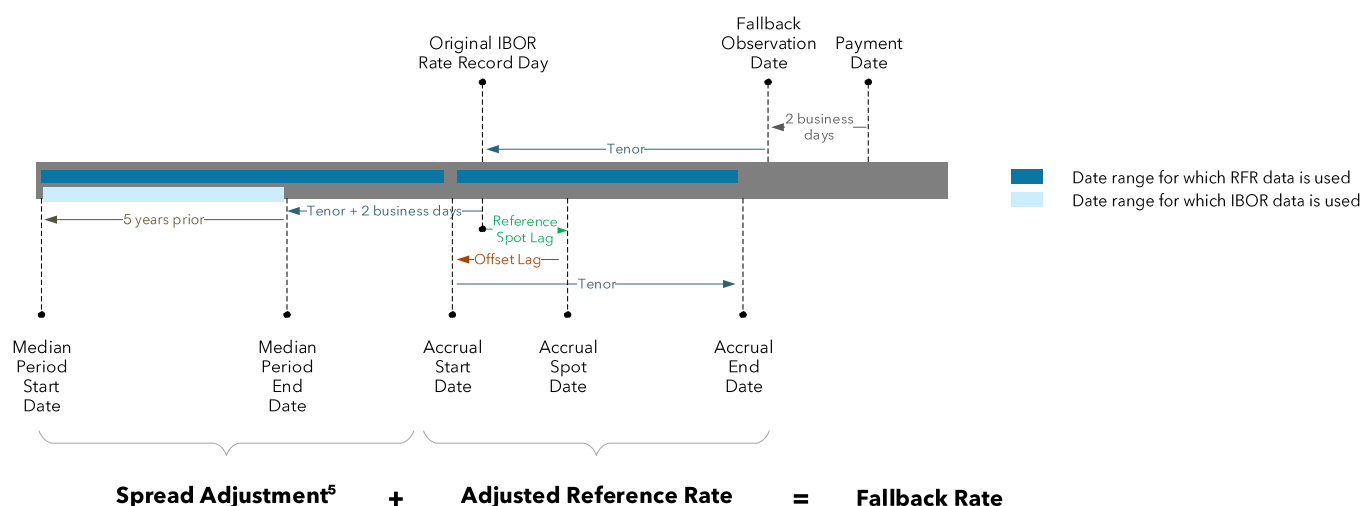 Original IBOR
Rate Record Day
Fallback
Observation
Date
Payment
Date
2 business
days
Tenor
Date range for which RFR data is used
Date range for which IBOR data is used
5 years prior
Tenor + 2 business days
Reference
Spot Lag
Offset Lag
Tenor
Median
Period
Start
Date
Median
Period
End
Date
Accrual
Start
Date
Accrual
Spot
Date
Accrual
End
Date
Spread Adjustment⁵ + Adjusted Reference Rate = Fallback Rate